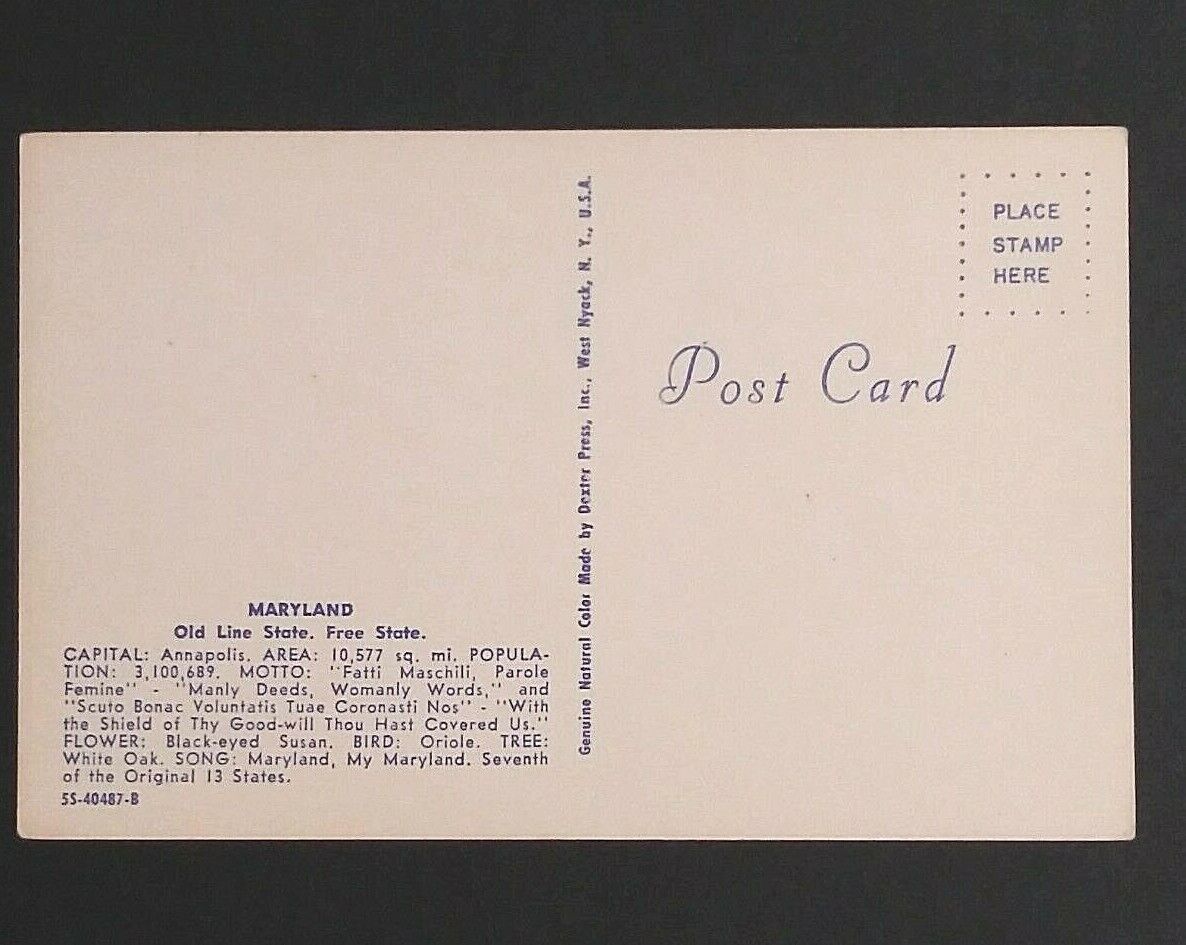 MARYLAND
Old Line State. Free State.
CAPITAL: Annapolis. AREA: 10,577 sq. mi. POPULA-
TION: 3,100,689. MOTTO: "Fatti Maschili, Parole
Femine" - "Manly Deeds, Womanly Words," and
"Scuto Bonac Voluntatis Tuae Coronasti Nos" - "With
the Shield of Thy Good-will Thou Hast Covered Us."
FLOWER: Black-eyed Susan. BIRD: Oriole. TREE:
White Oak. SONG: Maryland, My Maryland. Seventh
of the Original 13 States.
5S-40487-B
Genuine Natural Color Made by Dexter Press, Inc., West Nyack, N. Y., U.S.A.
PLACE
STAMP
HERE
Post Card